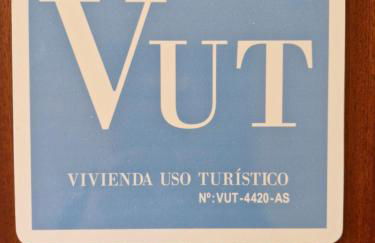 VUT
VIVIENDA USO TURÍSTICO
Nº:VUT-4420-AS